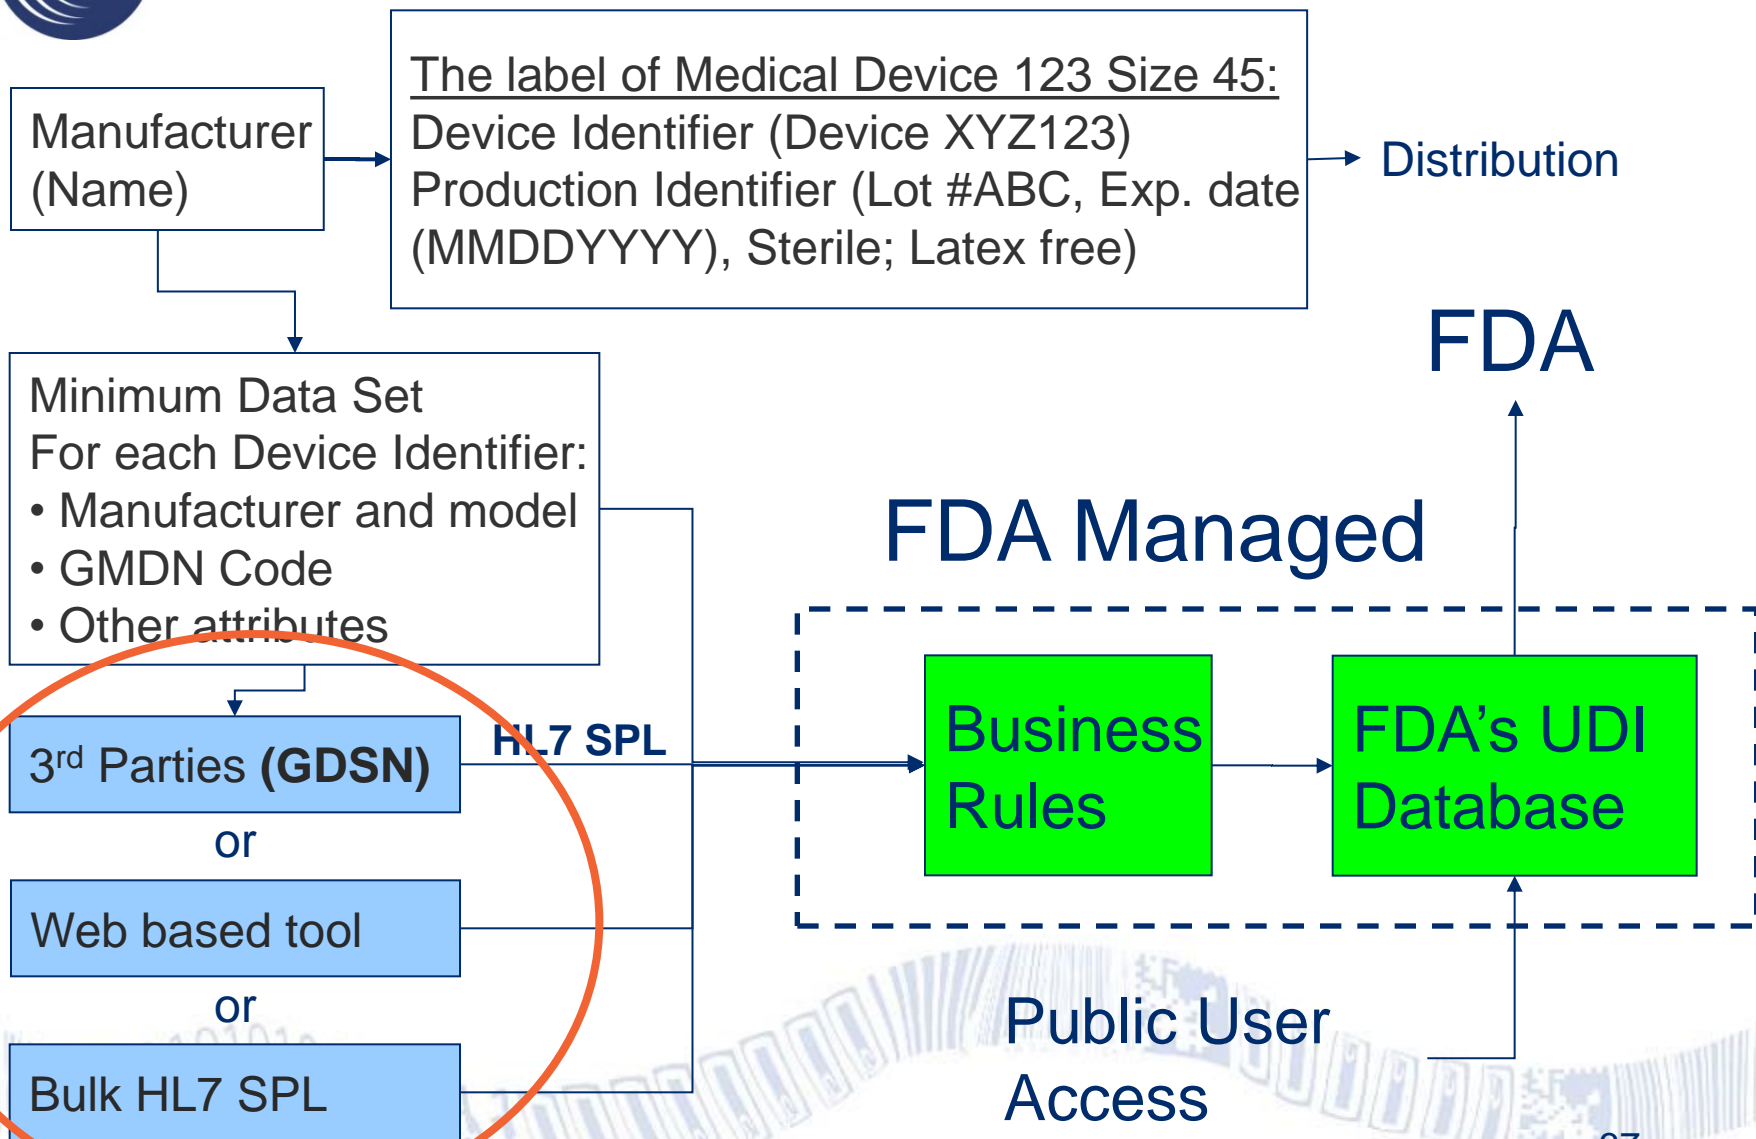 The label of Medical Device 123 Size 45:
Device Identifier (Device XYZ123)
Production Identifier (Lot #ABC, Exp. date
(MMDDYYYY), Sterile; Latex free)
Manufacturer
(Name)
Distribution
FDA
Minimum Data Set
For each Device Identifier:
• Manufacturer and model
• GMDN Code
• Other attributes
FDA Managed
3rd Parties (GDSN)
HL7 SPL
or
Web based tool
or
Bulk HL7 SPL
Business
Rules
FDA’s UDI
Database
Public User
Access